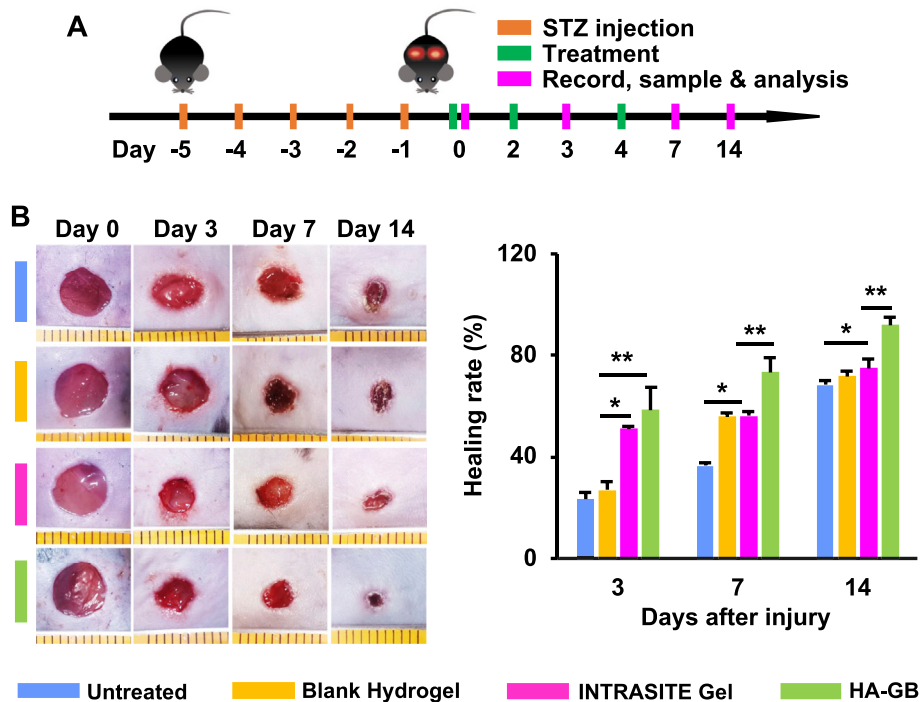 A
STZ injection
Treatment
Record, sample & analysis
Day -5 -4 -3 -2 -1 0 2 3 4 7 14
B
Day 0 Day 3 Day 7 Day 14
Healing rate (%)
120
80
40
0
** * * ** * **
3 7 14
Days after injury
Untreated Blank Hydrogel INTRASITE Gel HA-GB